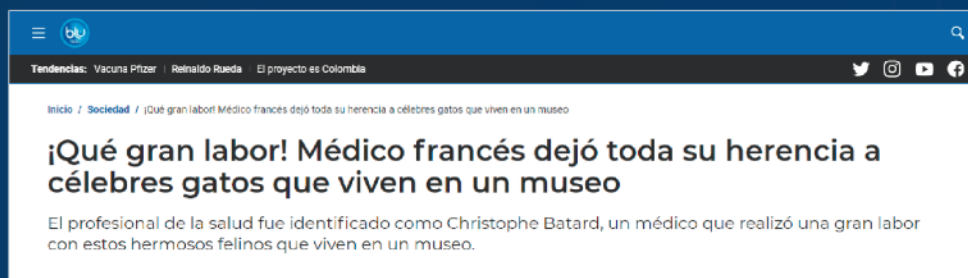 blu
Tendencias: Vacuna Pfizer | Reinaldo Rueda | El proyecto es Colombia
Inicio / Sociedad / ¡Qué gran labor! Médico francés dejó toda su herencia a célebres gatos que viven en un museo
¡Qué gran labor! Médico francés dejó toda su herencia a
célebres gatos que viven en un museo
El profesional de la salud fue identificado como Christophe Batard, un médico que realizó una gran labor
con estos hermosos felinos que viven en un museo.